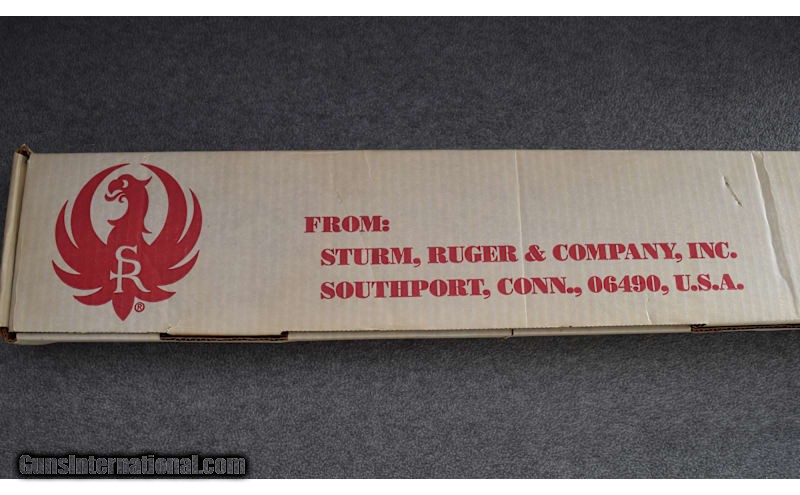 SR
®
FROM:
STURM, RUGER & COMPANY, INC.
SOUTHPORT, CONN., 06490, U.S.A.
GunsInternational.com